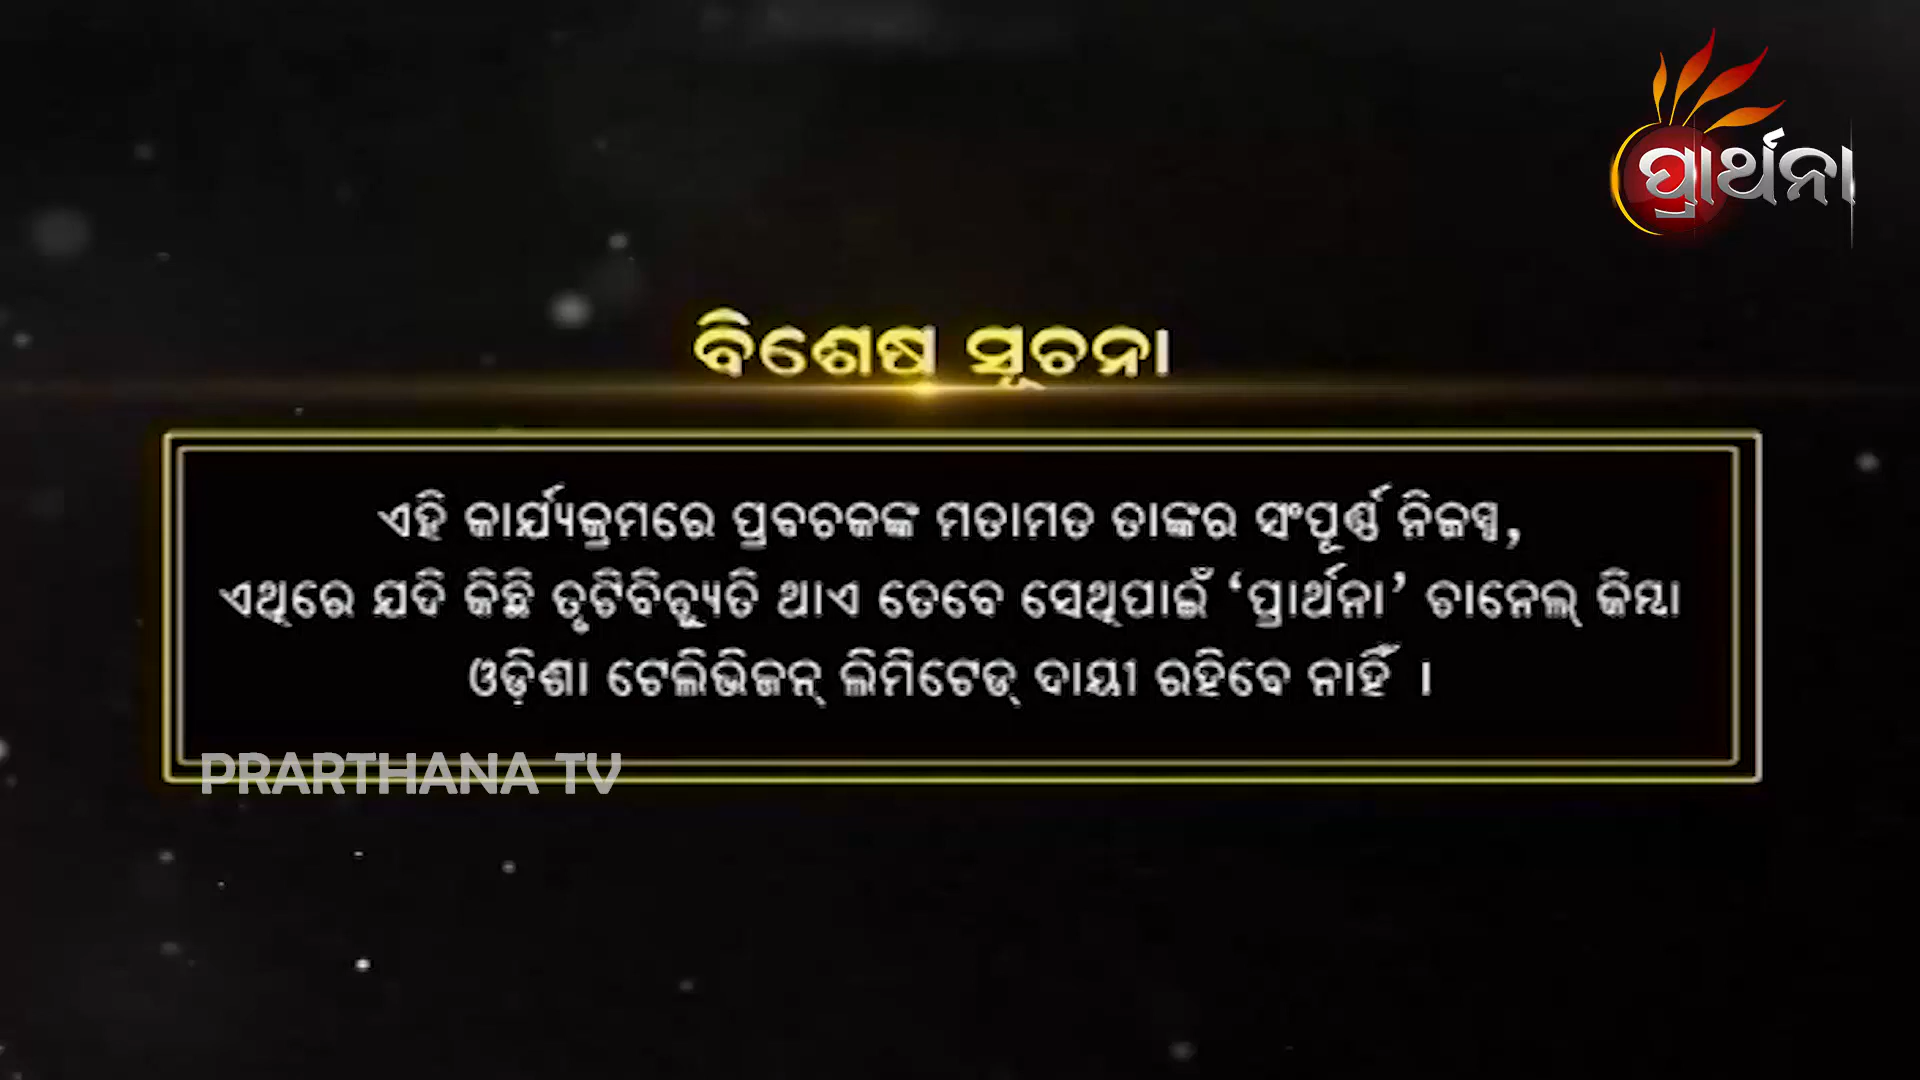 ପ୍ରାର୍ଥନା
ବିଶେଷ ସୂଚନା
ଏହି କାର୍ଯ୍ୟକ୍ରମରେ ପ୍ରବଚକଙ୍କ ମତାମତ ତାଙ୍କର ସଂପୂର୍ଣ୍ଣ ନିଜସ୍ୱ,
ଏଥିରେ ଯଦି କିଛି ତୃଟିବିଚ୍ୟୁତି ଥାଏ ତେବେ ସେଥିପାଇଁ ‘ପ୍ରାର୍ଥନା’ ଚାନେଲ୍ କିମ୍ବା
ଓଡ଼ିଶା ଟେଲିଭିଜନ୍ ଲିମିଟେଡ୍ ଦାୟୀ ରହିବେ ନାହିଁ ।
PRARTHANA TV